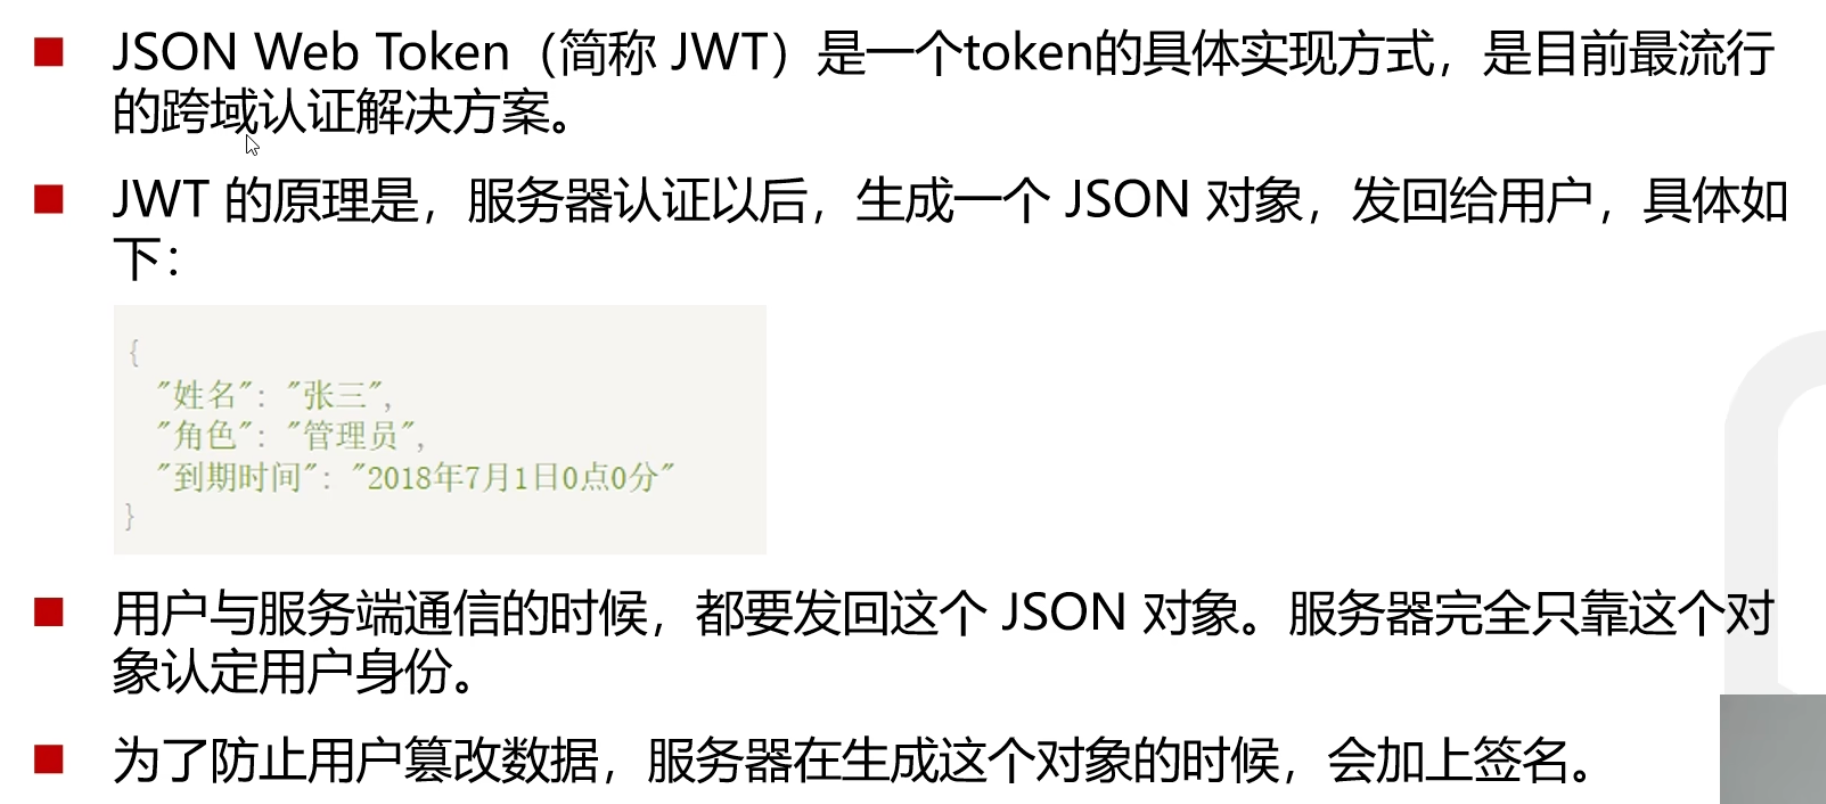 JSON Web Token（简称 JWT）是一个token的具体实现方式，是目前最流行
的跨域认证解决方案。
JWT 的原理是，服务器认证以后，生成一个 JSON 对象，发回给用户，具体如
下：
{
"姓名": "张三",
"角色": "管理员",
"到期时间": "2018年7月1日0点0分"
}
用户与服务端通信的时候，都要发回这个 JSON 对象。服务器完全只靠这个对
象认定用户身份。
为了防止用户篡改数据，服务器在生成这个对象的时候，会加上签名。